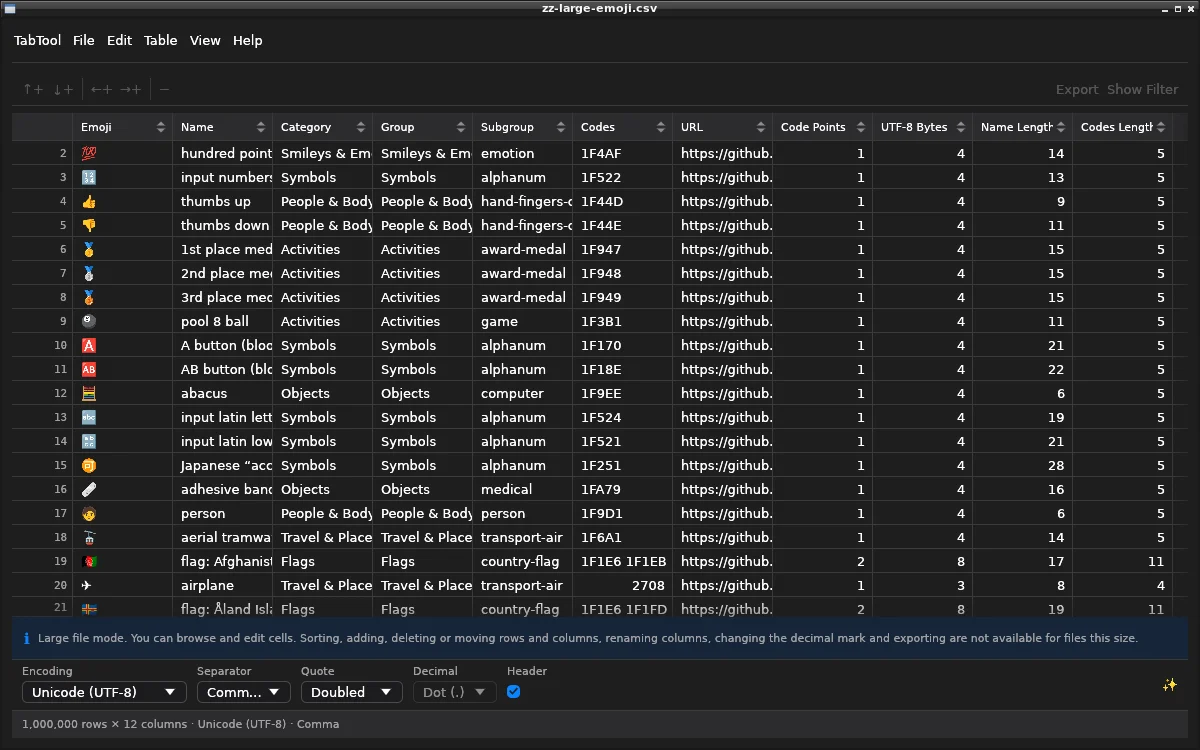 zz-large-emoji.csv
TabTool File Edit Table View Help
Export Show Filter
Emoji Name Category Group Subgroup Codes URL Code Points UTF-8 Bytes Name Length Codes Length
2 💯 hundred point Smileys & Em Smileys & Em emotion 1F4AF https://github. 1 4 14 5
3 🔢 input numbers Symbols Symbols alphanum 1F522 https://github. 1 4 13 5
4 👍 thumbs up People & Body People & Body hand-fingers-c 1F44D https://github. 1 4 9 5
5 👎 thumbs down People & Body People & Body hand-fingers-c 1F44E https://github. 1 4 11 5
6 🥇 1st place med Activities Activities award-medal 1F947 https://github. 1 4 15 5
7 🥈 2nd place med Activities Activities award-medal 1F948 https://github. 1 4 15 5
8 🥉 3rd place med Activities Activities award-medal 1F949 https://github. 1 4 15 5
9 🎱 pool 8 ball Activities Activities game 1F3B1 https://github. 1 4 11 5
10 🅰 A button (bloo Symbols Symbols alphanum 1F170 https://github. 1 4 21 5
11 🆎 AB button (blo Symbols Symbols alphanum 1F18E https://github. 1 4 22 5
12 🧮 abacus Objects Objects computer 1F9EE https://github. 1 4 6 5
13 🔤 input latin lett Symbols Symbols alphanum 1F524 https://github. 1 4 19 5
14 🔡 input latin low Symbols Symbols alphanum 1F521 https://github. 1 4 21 5
15 🉑 Japanese “acc Symbols Symbols alphanum 1F251 https://github. 1 4 28 5
16 🩹 adhesive banc Objects Objects medical 1FA79 https://github. 1 4 16 5
17 🧑 person People & Body People & Body person 1F9D1 https://github. 1 4 6 5
18 🚡 aerial tramwa Travel & Place Travel & Place transport-air 1F6A1 https://github. 1 4 14 5
19 🇦🇫 flag: Afghanist Flags Flags country-flag 1F1E6 1F1EB https://github. 2 8 17 11
20 ✈ airplane Travel & Place Travel & Place transport-air 2708 https://github. 1 3 8 4
21 🇦🇽 flag: Åland Isla Flags Flags country-flag 1F1E6 1F1FD https://github. 2 8 19 11
Large file mode. You can browse and edit cells. Sorting, adding, deleting or moving rows and columns, renaming columns, changing the decimal mark and exporting are not available for files this size.
Encoding Separator Quote Decimal Header
Unicode (UTF-8) Comm... Doubled Dot (.)
1,000,000 rows × 12 columns · Unicode (UTF-8) · Comma